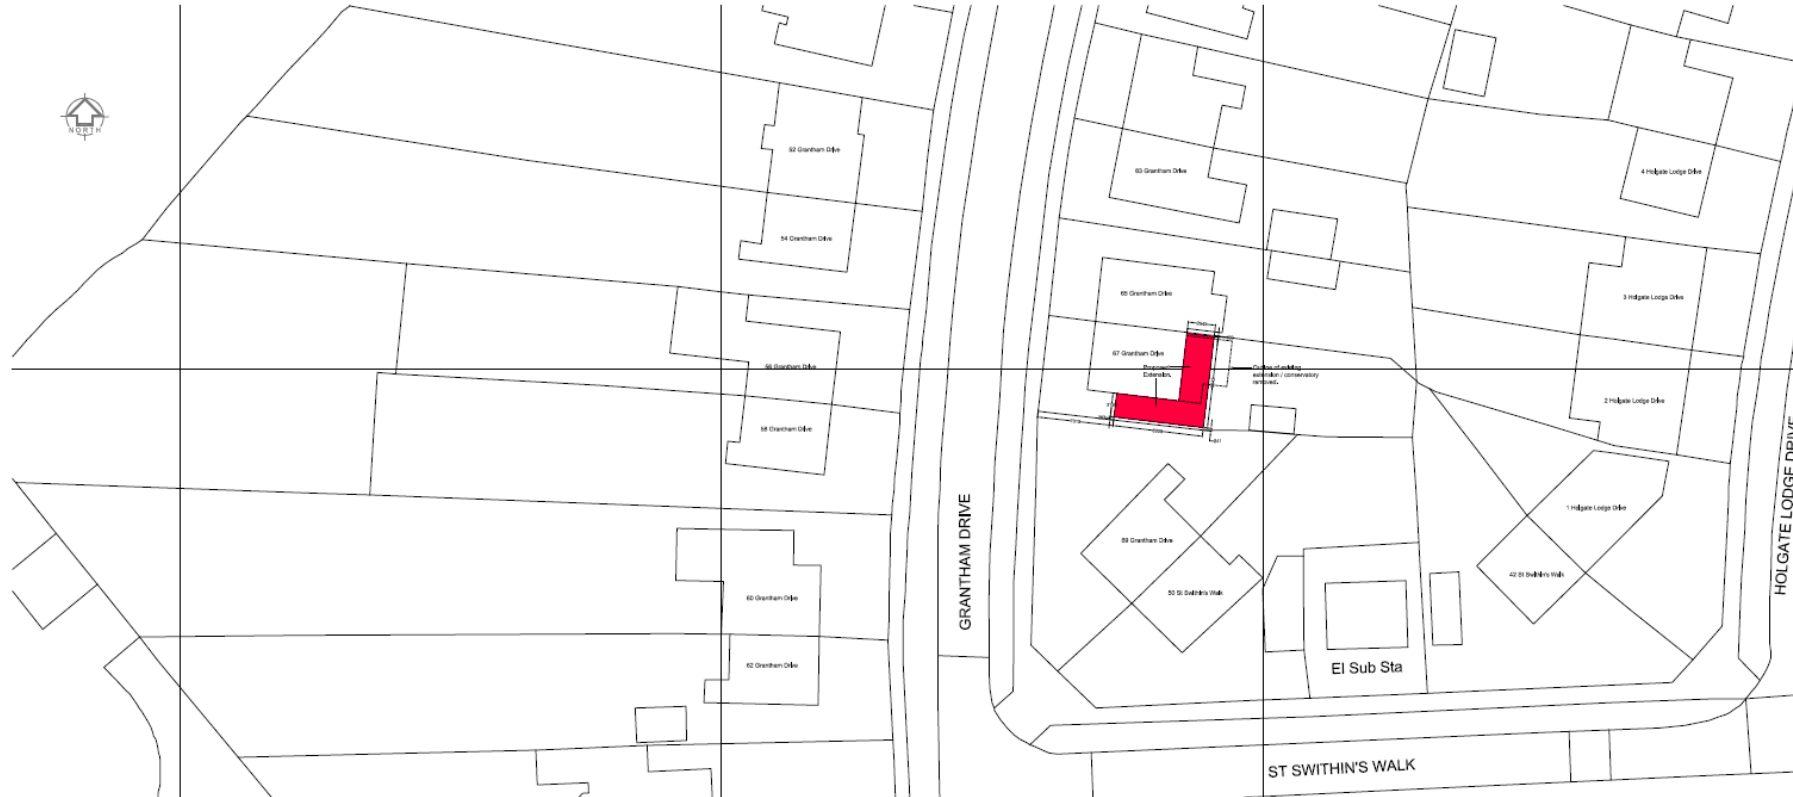 NORTH
52 Grantham Drive
54 Grantham Drive
56 Grantham Drive
58 Grantham Drive
60 Grantham Drive
62 Grantham Drive
GRANTHAM DRIVE
63 Grantham Drive
65 Grantham Drive
67 Grantham Drive
Proposed
Extension.
Outline of existing
extension / conservatory
removed.
69 Grantham Drive
50 St Swithin's Walk
El Sub Sta
4 Holgate Lodge Drive
3 Holgate Lodge Drive
2 Holgate Lodge Drive
1 Holgate Lodge Drive
42 St Swithin's Walk
HOLGATE LODGE DRIVE
ST SWITHIN'S WALK